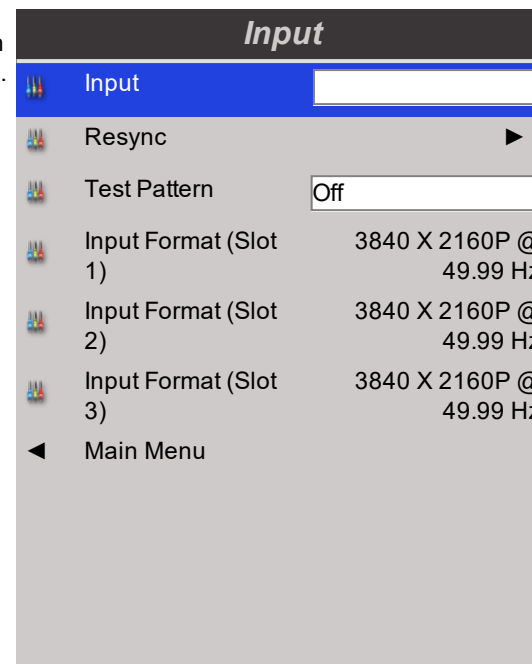 Input
Input
Resync ►
Test Pattern Off
Input Format (Slot 3840 X 2160P @
1) 49.99 Hz
Input Format (Slot 3840 X 2160P @
2) 49.99 Hz
Input Format (Slot 3840 X 2160P @
3) 49.99 Hz
◄ Main Menu